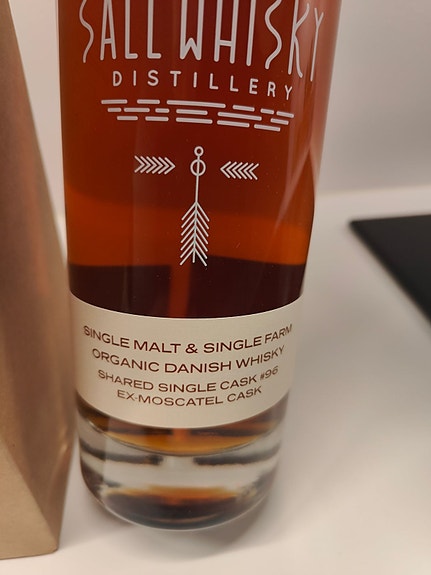 SALL WHISKY
DISTILLERY
SINGLE MALT & SINGLE FARM
ORGANIC DANISH WHISKY
SHARED SINGLE CASK #96
EX-MOSCATEL CASK